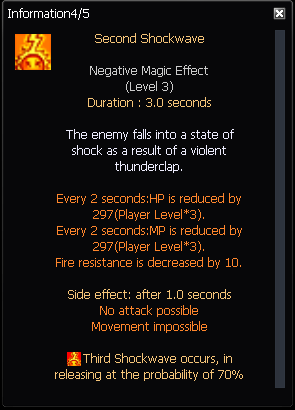 Information4/5
Second Shockwave
Negative Magic Effect
(Level 3)
Duration : 3.0 seconds
The enemy falls into a state of
shock as a result of a violent
thunderclap.
Every 2 seconds:HP is reduced by
297(Player Level*3).
Every 2 seconds:MP is reduced by
297(Player Level*3).
Fire resistance is decreased by 10.
Side effect: after 1.0 seconds
No attack possible
Movement impossible
Third Shockwave occurs, in
releasing at the probability of 70%